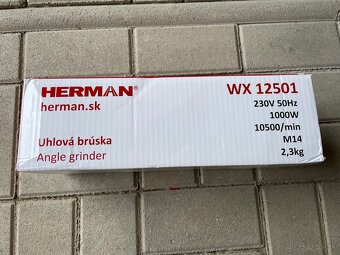 HERMAN®
herman.sk
Uhlová brúska
Angle grinder
WX 12501
230V 50Hz
1000W
10500/min
M14
2,3kg